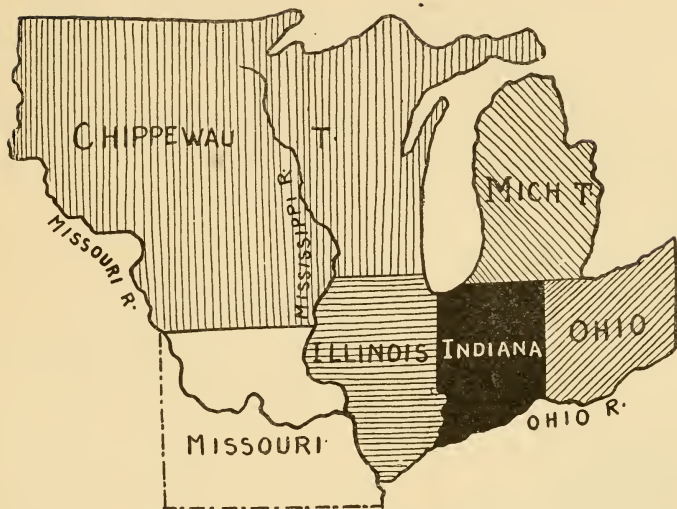 CHIPPEWAU T.
MICH T.
MISSOURI R.
MISSISSIPPI R.
ILLINOIS
INDIANA
OHIO
OHIO R.
MISSOURI